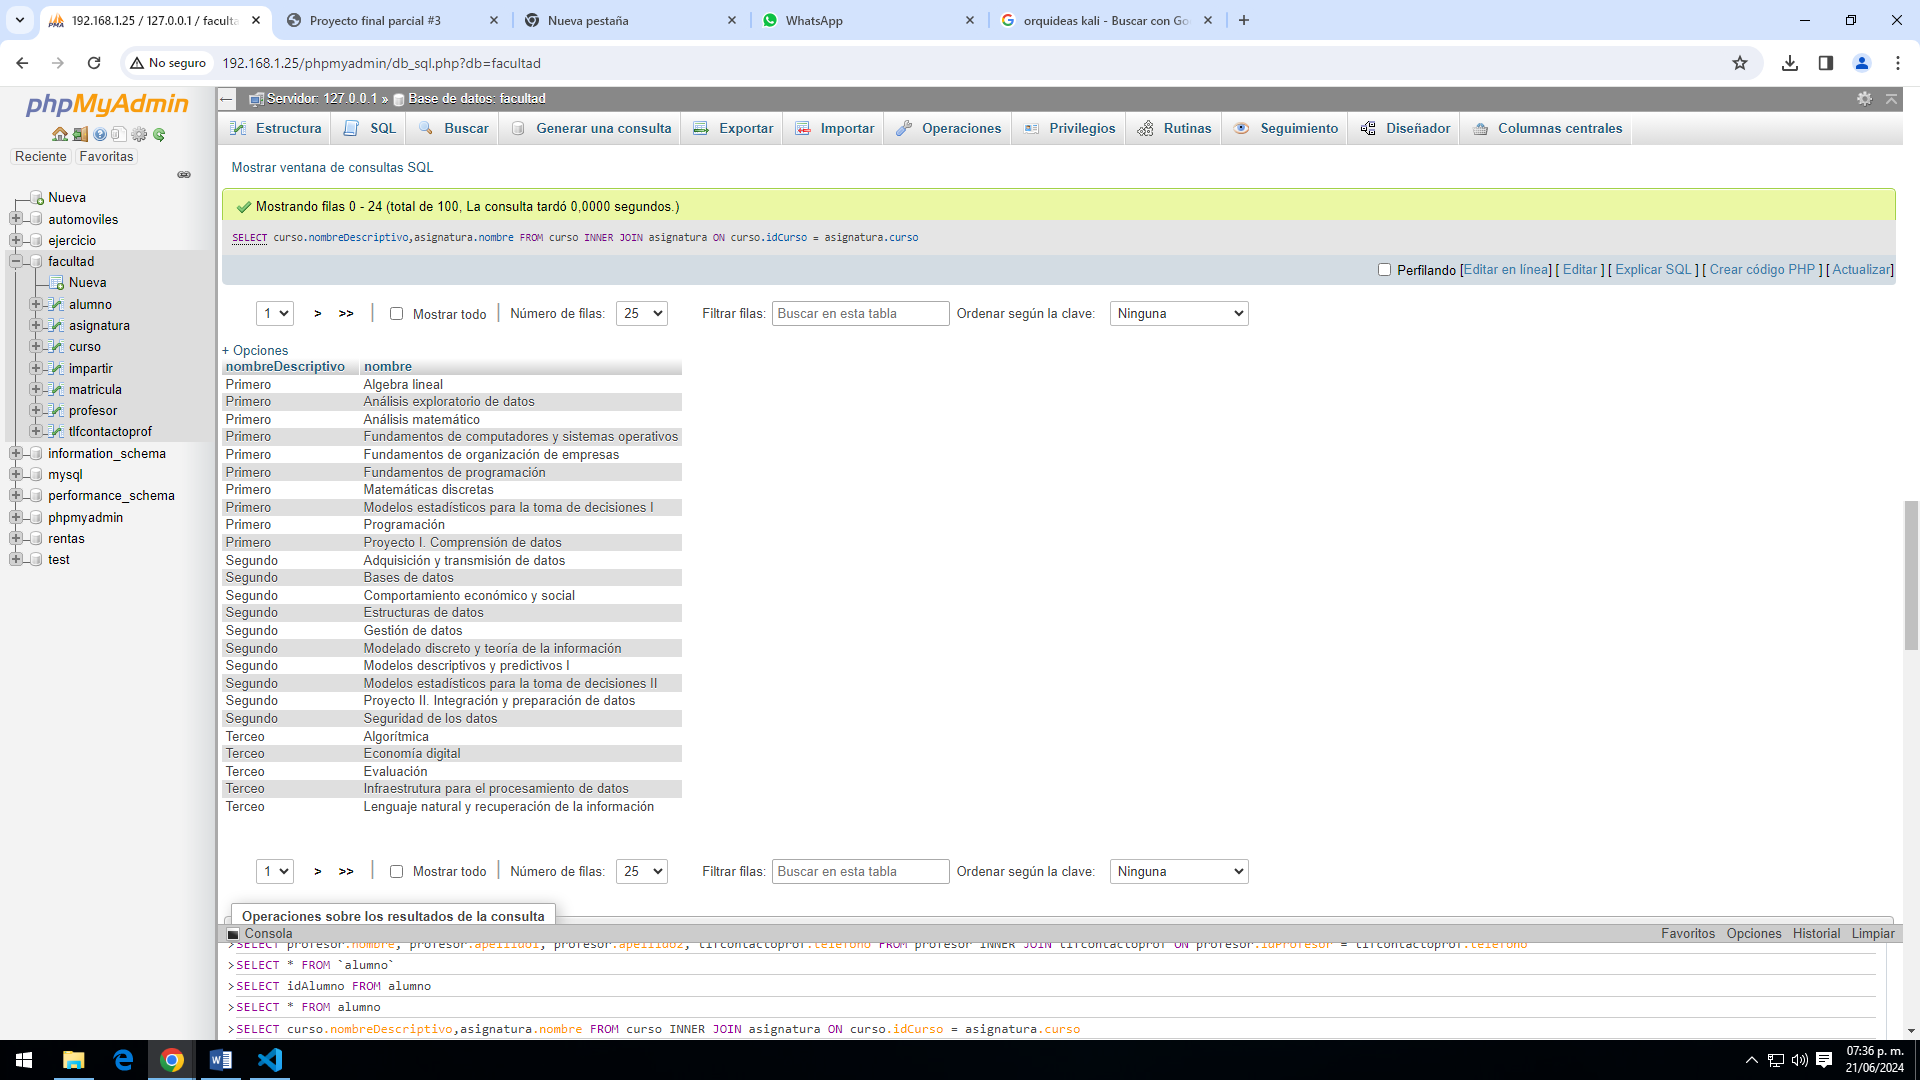 192.168.1.25 / 127.0.0.1 / faculta
Proyecto final parcial #3
Nueva pestaña
WhatsApp
orquideas kali - Buscar con Go
No seguro
192.168.1.25/phpmyadmin/db_sql.php?db=facultad
phpMyAdmin
Reciente
Favoritas
Nueva
automoviles
ejercicio
facultad
Nueva
alumno
asignatura
curso
impartir
matricula
profesor
tlfcontactoprof
information_schema
mysql
performance_schema
phpmyadmin
rentas
test
Servidor: 127.0.0.1 » Base de datos: facultad
Estructura
SQL
Buscar
Generar una consulta
Exportar
Importar
Operaciones
Privilegios
Rutinas
Seguimiento
Diseñador
Columnas centrales
Mostrar ventana de consultas SQL
Mostrando filas 0 - 24 (total de 100, La consulta tardó 0,0000 segundos.)
SELECT curso.nombreDescriptivo,asignatura.nombre FROM curso INNER JOIN asignatura ON curso.idCurso = asignatura.curso
Perfilando [Editar en línea] [ Editar ] [ Explicar SQL ] [ Crear código PHP ] [ Actualizar]
1 > >> | Mostrar todo | Número de filas: 25 Filtrar filas: Buscar en esta tabla Ordenar según la clave: Ninguna
+ Opciones
nombreDescriptivo nombre
Primero Algebra lineal
Primero Análisis exploratorio de datos
Primero Análisis matemático
Primero Fundamentos de computadores y sistemas operativos
Primero Fundamentos de organización de empresas
Primero Fundamentos de programación
Primero Matemáticas discretas
Primero Modelos estadísticos para la toma de decisiones I
Primero Programación
Primero Proyecto I. Comprensión de datos
Segundo Adquisición y transmisión de datos
Segundo Bases de datos
Segundo Comportamiento económico y social
Segundo Estructuras de datos
Segundo Gestión de datos
Segundo Modelado discreto y teoría de la información
Segundo Modelos descriptivos y predictivos I
Segundo Modelos estadísticos para la toma de decisiones II
Segundo Proyecto II. Integración y preparación de datos
Segundo Seguridad de los datos
Terceo Algorítmica
Terceo Economía digital
Terceo Evaluación
Terceo Infraestrutura para el procesamiento de datos
Terceo Lenguaje natural y recuperación de la información
1 > >> | Mostrar todo | Número de filas: 25 Filtrar filas: Buscar en esta tabla Ordenar según la clave: Ninguna
Operaciones sobre los resultados de la consulta
Consola
Favoritos Opciones Historial Limpiar
>SELECT profesor.nombre, profesor.apellido1, profesor.apellido2, tlfcontactoprof.telefono FROM profesor INNER JOIN tlfcontactoprof ON profesor.idProfesor = tlfcontactoprof.telefono
>SELECT * FROM `alumno`
>SELECT idAlumno FROM alumno
>SELECT * FROM alumno
>SELECT curso.nombreDescriptivo,asignatura.nombre FROM curso INNER JOIN asignatura ON curso.idCurso = asignatura.curso
07:36 p. m.
21/06/2024